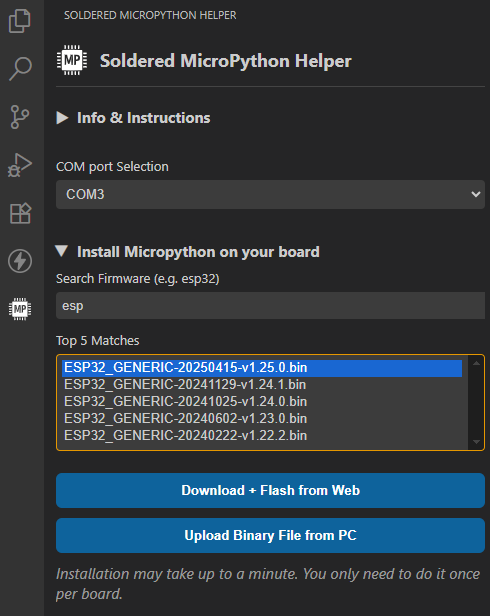 SOLDERED MICROPYTHON HELPER
MP
Soldered MicroPython Helper
Info & Instructions
COM port Selection
COM3
Install Micropython on your board
Search Firmware (e.g. esp32)
esp
Top 5 Matches
ESP32_GENERIC-20250415-v1.25.0.bin
ESP32_GENERIC-20241129-v1.24.1.bin
ESP32_GENERIC-20241025-v1.24.0.bin
ESP32_GENERIC-20240602-v1.23.0.bin
ESP32_GENERIC-20240222-v1.22.2.bin
Download + Flash from Web
Upload Binary File from PC
Installation may take up to a minute. You only need to do it once
per board.
MP